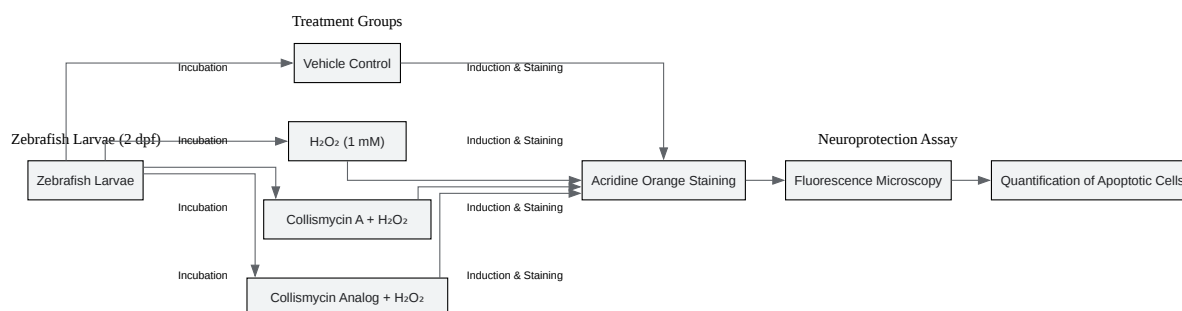 Treatment Groups
Incubation
Vehicle Control
Induction & Staining
Zebrafish Larvae (2 dpf)
Incubation
H₂O₂ (1 mM)
Induction & Staining
Neuroprotection Assay
Zebrafish Larvae
Acridine Orange Staining
Fluorescence Microscopy
Quantification of Apoptotic Cells
Incubation
Collismycin A + H₂O₂
Induction & Staining
Incubation
Collismycin Analog + H₂O₂
Induction & Staining